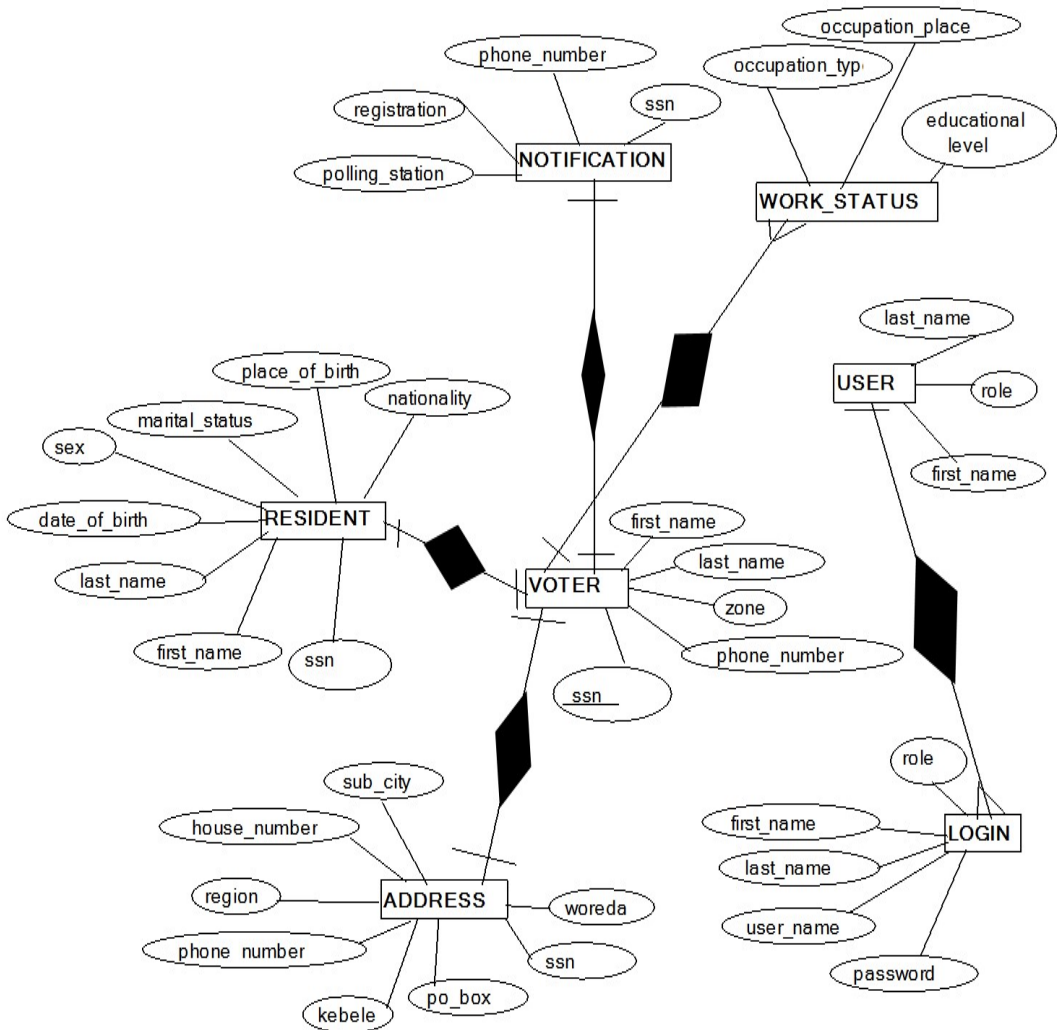 occupation_place
phone_number
occupation_typ
ssn
registration
educational
level
NOTIFICATION
polling_station
WORK_STATUS
last_name
place_of_birth
USER
role
nationality
marital_status
sex
first_name
RESIDENT
date_of_birth
first_name
last_name
last_name
VOTER
zone
first_name
ssn
phone_number
ssn
role
sub_city
first_name
house_number
LOGIN
last_name
region
ADDRESS
woreda
user_name
phone_number
ssn
password
po_box
kebele